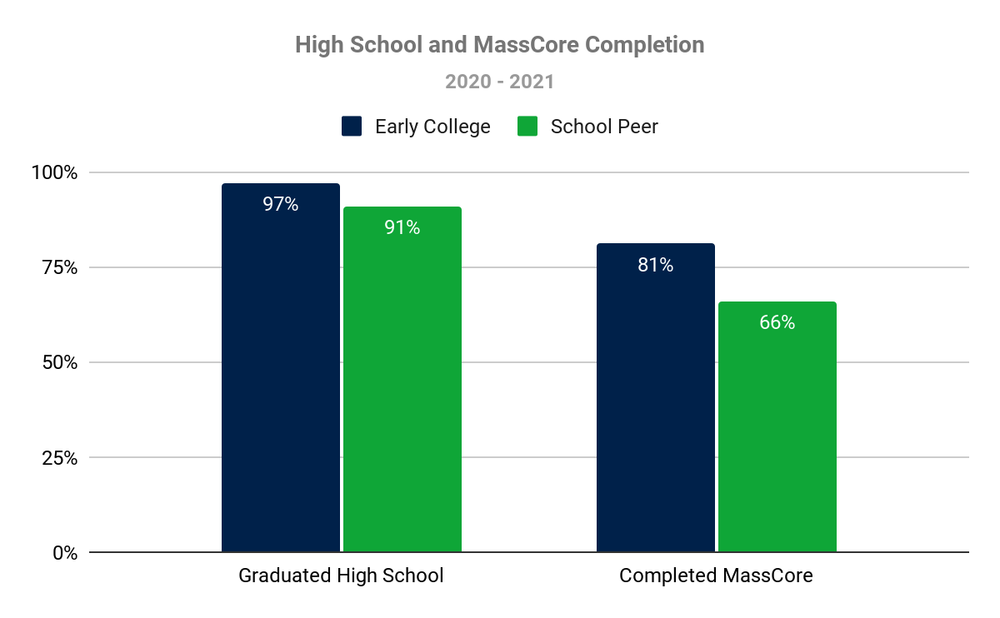 High School and MassCore Completion
2020 - 2021
Early College School Peer
100%
97%
91%
81%
75%
66%
50%
25%
0%
Graduated High School Completed MassCore